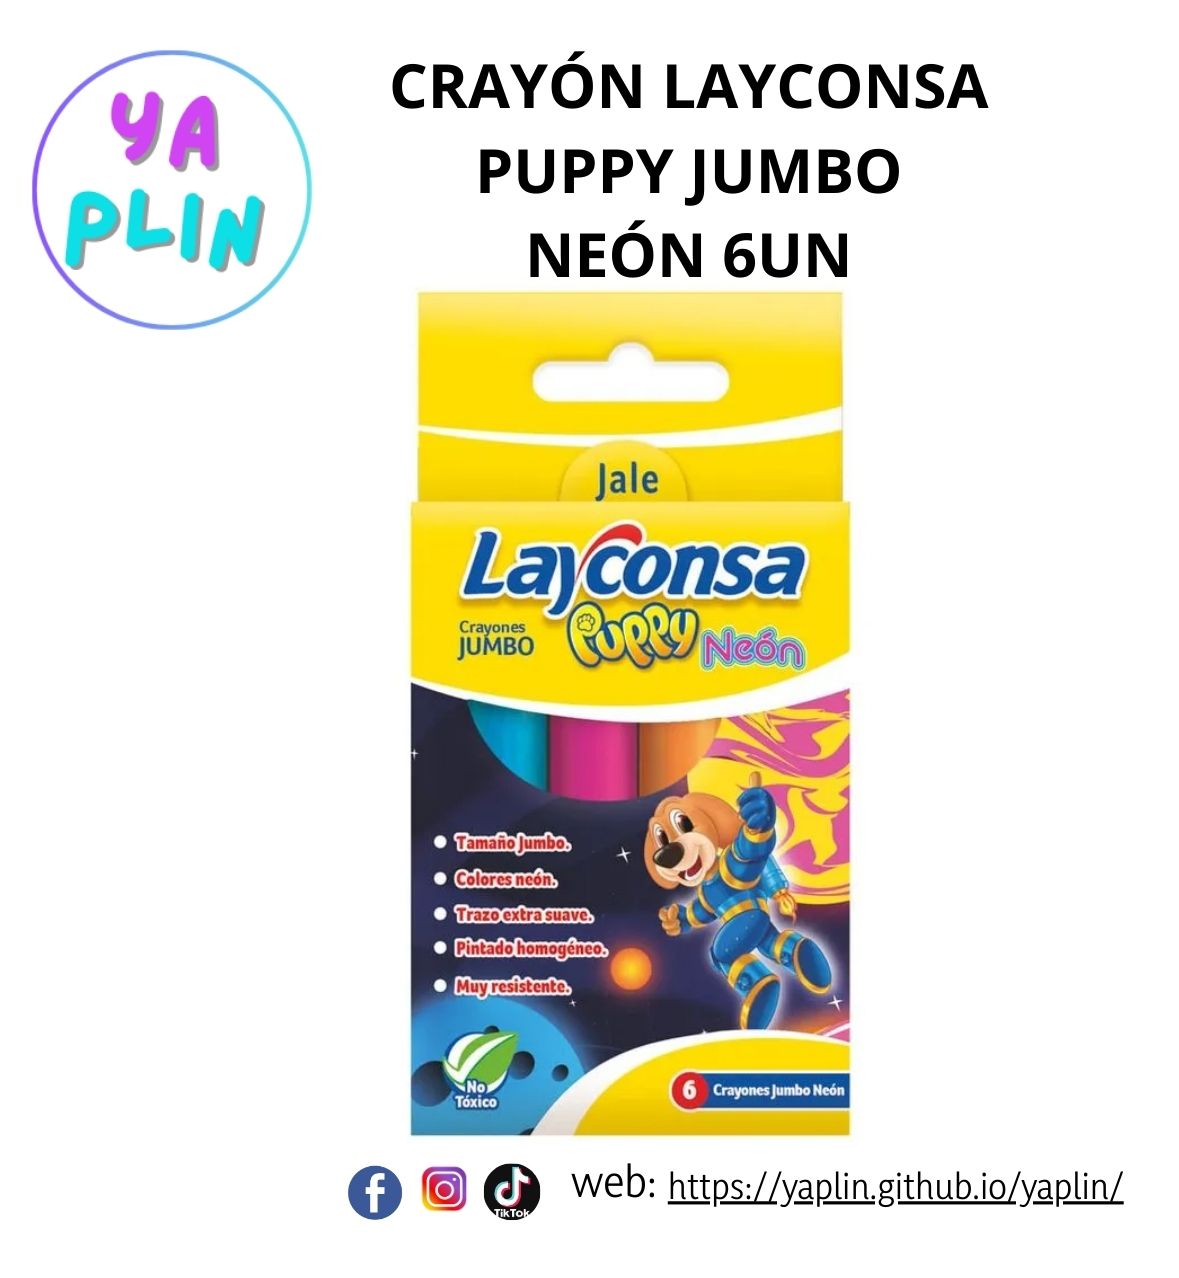 YA
PLIN
CRAYÓN LAYCONSA
PUPPY JUMBO
NEÓN 6UN
Jale
Layconsa
Crayones
JUMBO
Puppy
Neón
Tamaño Jumbo.
Colores neón.
Trazo extra suave.
Pintado homogéneo.
Muy resistente.
No
Tóxico
6 Crayones Jumbo Neón
TikTok
web: https://yaplin.github.io/yaplin/